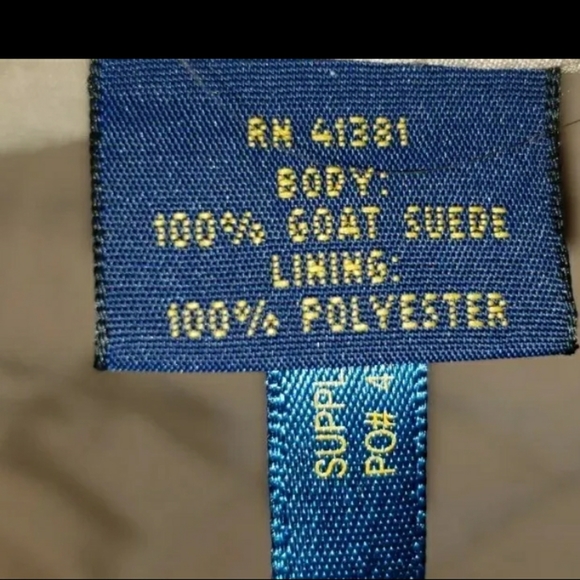 RN 41381
BODY:
100% GOAT SUEDE
LINING:
100% POLYESTER
SUPPL
PO# 4